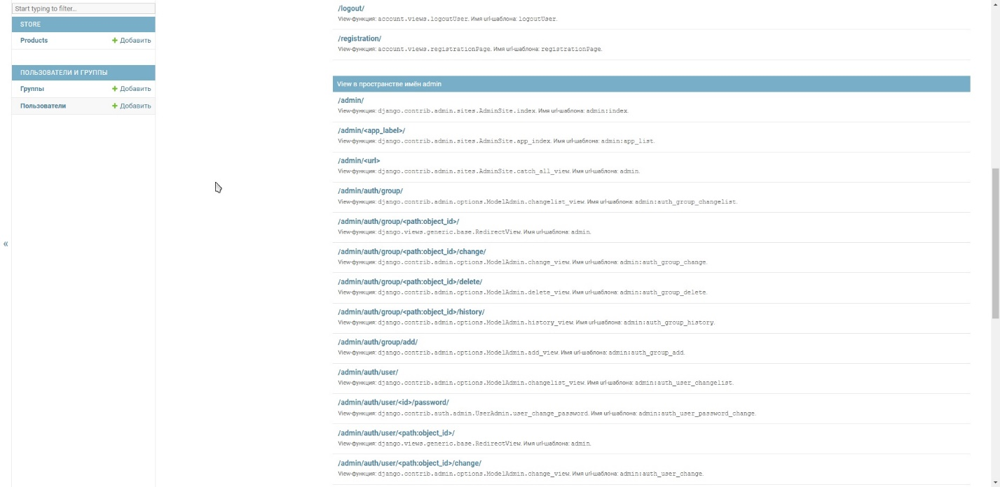 Start typing to filter...
STORE
Products
Добавить
ПОЛЬЗОВАТЕЛИ И ГРУППЫ
Группы
Добавить
Пользователи
Добавить
«
/logout/
View-функция: account.views.logoutUser. Имя url-шаблона: logoutUser.
/registration/
View-функция: account.views.registrationPage. Имя url-шаблона: registrationPage.
View в пространстве имён admin
/admin/
View-функция: django.contrib.admin.sites.AdminSite.index. Имя url-шаблона: admin:index.
/admin/<app_label>/
View-функция: django.contrib.admin.sites.AdminSite.app_index. Имя url-шаблона: admin:app_list.
/admin/<url>
View-функция: django.contrib.admin.sites.AdminSite.catch_all_view. Имя url-шаблона: admin.
/admin/auth/group/
View-функция: django.contrib.admin.options.ModelAdmin.changelist_view. Имя url-шаблона: admin:auth_group_changelist.
/admin/auth/group/<path:object_id>/
View-функция: django.views.generic.base.RedirectView. Имя url-шаблона: admin.
/admin/auth/group/<path:object_id>/change/
View-функция: django.contrib.admin.options.ModelAdmin.change_view. Имя url-шаблона: admin:auth_group_change.
/admin/auth/group/<path:object_id>/delete/
View-функция: django.contrib.admin.options.ModelAdmin.delete_view. Имя url-шаблона: admin:auth_group_delete.
/admin/auth/group/<path:object_id>/history/
View-функция: django.contrib.admin.options.ModelAdmin.history_view. Имя url-шаблона: admin:auth_group_history.
/admin/auth/group/add/
View-функция: django.contrib.admin.options.ModelAdmin.add_view. Имя url-шаблона: admin:auth_group_add.
/admin/auth/user/
View-функция: django.contrib.admin.options.ModelAdmin.changelist_view. Имя url-шаблона: admin:auth_user_changelist.
/admin/auth/user/<id>/password/
View-функция: django.contrib.auth.admin.UserAdmin.user_change_password. Имя url-шаблона: admin:auth_user_password_change.
/admin/auth/user/<path:object_id>/
View-функция: django.views.generic.base.RedirectView. Имя url-шаблона: admin.
/admin/auth/user/<path:object_id>/change/
View-функция: django.contrib.admin.options.ModelAdmin.change_view. Имя url-шаблона: admin:auth_user_change.